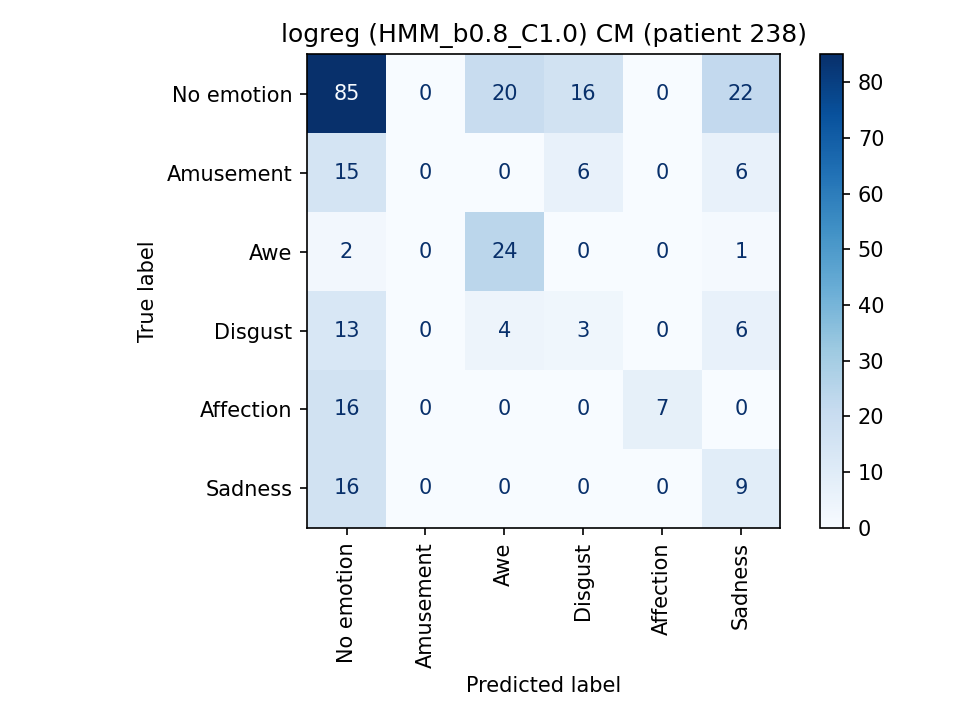 logreg (HMM_b0.8_C1.0) CM (patient 238)
No emotion 85 0 20 16 0 22
Amusement 15 0 0 6 0 6
Awe 2 0 24 0 0 1
Disgust 13 0 4 3 0 6
Affection 16 0 0 0 7 0
Sadness 16 0 0 0 0 9
True label
No emotion Amusement Awe Disgust Affection Sadness
Predicted label
80
70
60
50
40
30
20
10
0